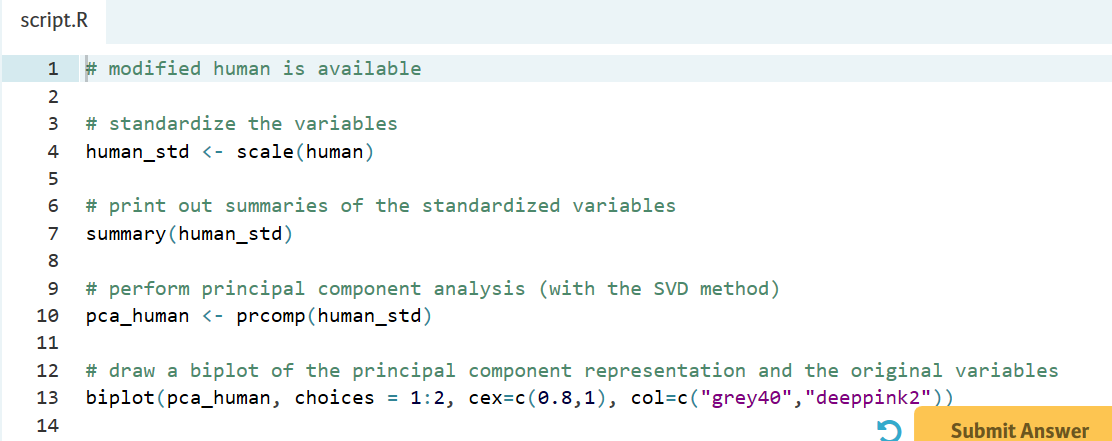 script.R
1 # modified human is available
2
3 # standardize the variables
4 human_std <- scale(human)
5
6 # print out summaries of the standardized variables
7 summary(human_std)
8
9 # perform principal component analysis (with the SVD method)
10 pca_human <- prcomp(human_std)
11
12 # draw a biplot of the principal component representation and the original variables
13 biplot(pca_human, choices = 1:2, cex=c(0.8,1), col=c("grey40","deeppink2"))
14
Submit Answer